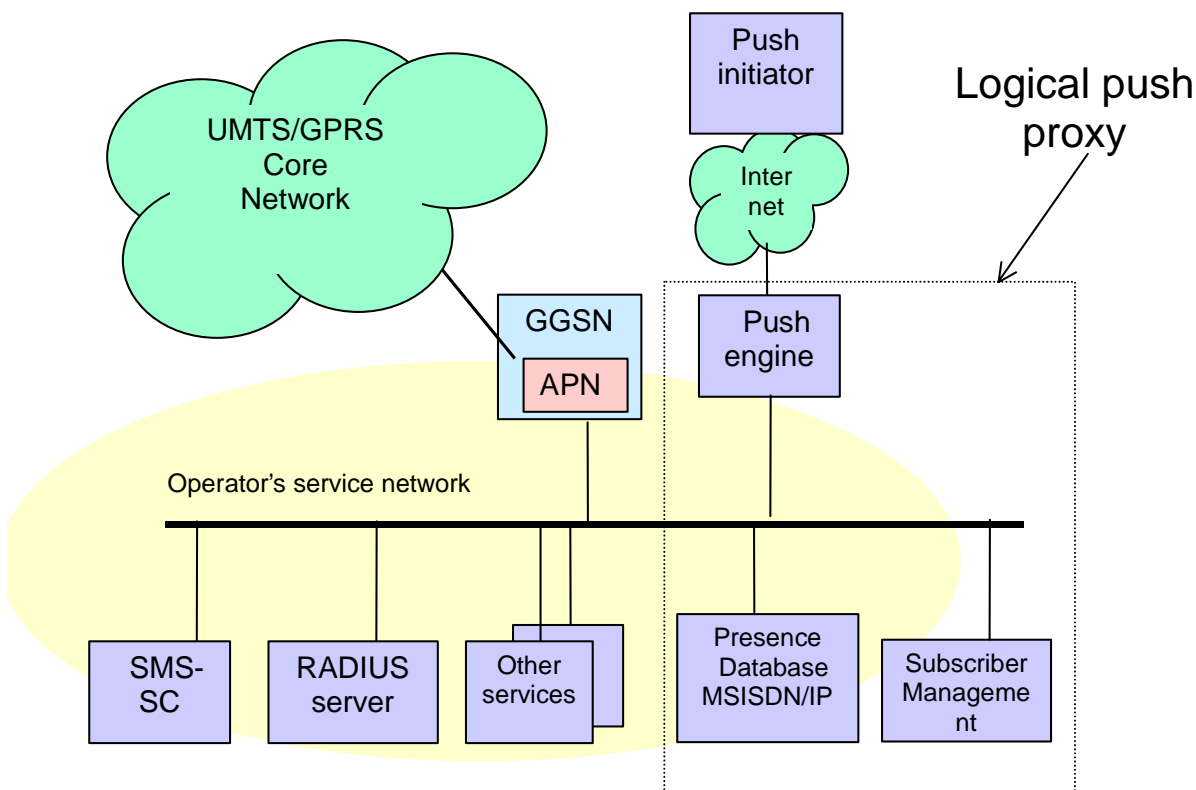 Push
initiator
Logical push
proxy
UMTS/GPRS
Core
Network
Inter
net
GGSN
APN
Push
engine
Operator’s service network
SMS-
SC
RADIUS
server
Other
services
Presence
Database
MSISDN/IP
Subscriber
Manageme
nt